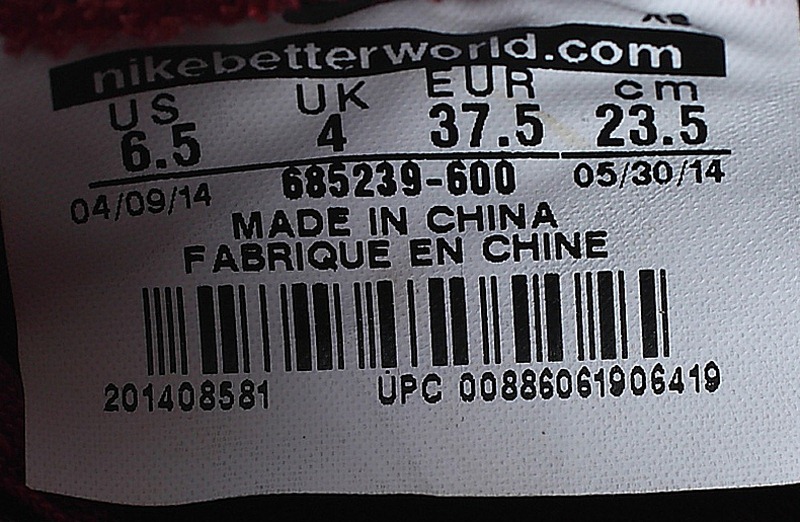 nikebetterworld.com
US UK EUR cm
6.5 4 37.5 23.5
04/09/14 685239-600 05/30/14
MADE IN CHINA
FABRIQUE EN CHINE
201408581 UPC 00886061906419